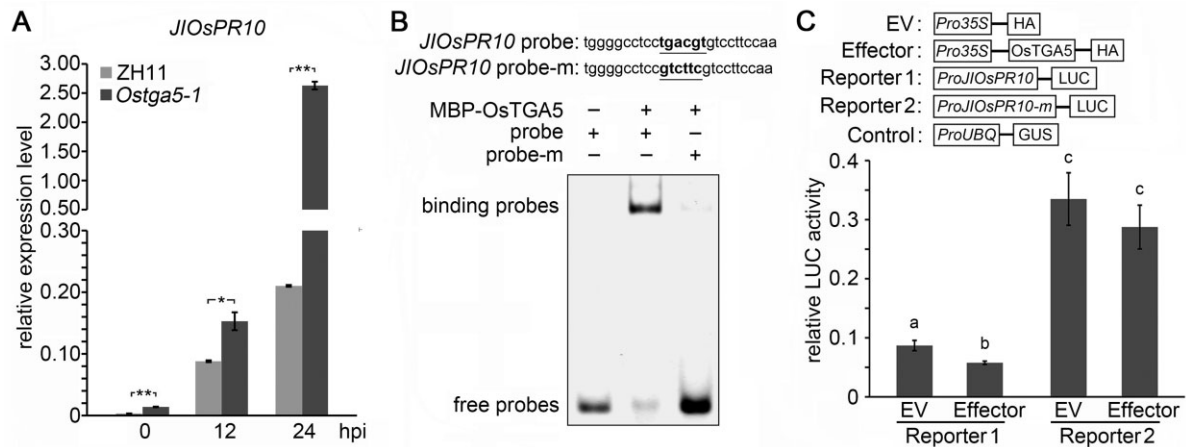 A
JIOsPR10
ZH11
Ostga5-1
relative expression level
3.00
2.50
2.00
1.50
1.00
0.50
0.30
0.20
0.10
0
**
*
**
0 12 24 hpi
B
JIOsPR10 probe: tggggcctcctgacgtgtccttccaa
JIOsPR10 probe-m: tggggcctccgtcttcgtccttccaa
MBP-OsTGA5 – + +
probe + + –
probe-m – – +
binding probes
free probes
C
EV: Pro35S HA
Effector: Pro35S OsTGA5 HA
Reporter 1: ProJIOsPR10 LUC
Reporter 2: ProJIOsPR10-m LUC
Control: ProUBQ GUS
relative LUC activity
0.4
0.3
0.2
0.1
0
a
b
c
c
EV Effector EV Effector
Reporter 1 Reporter 2